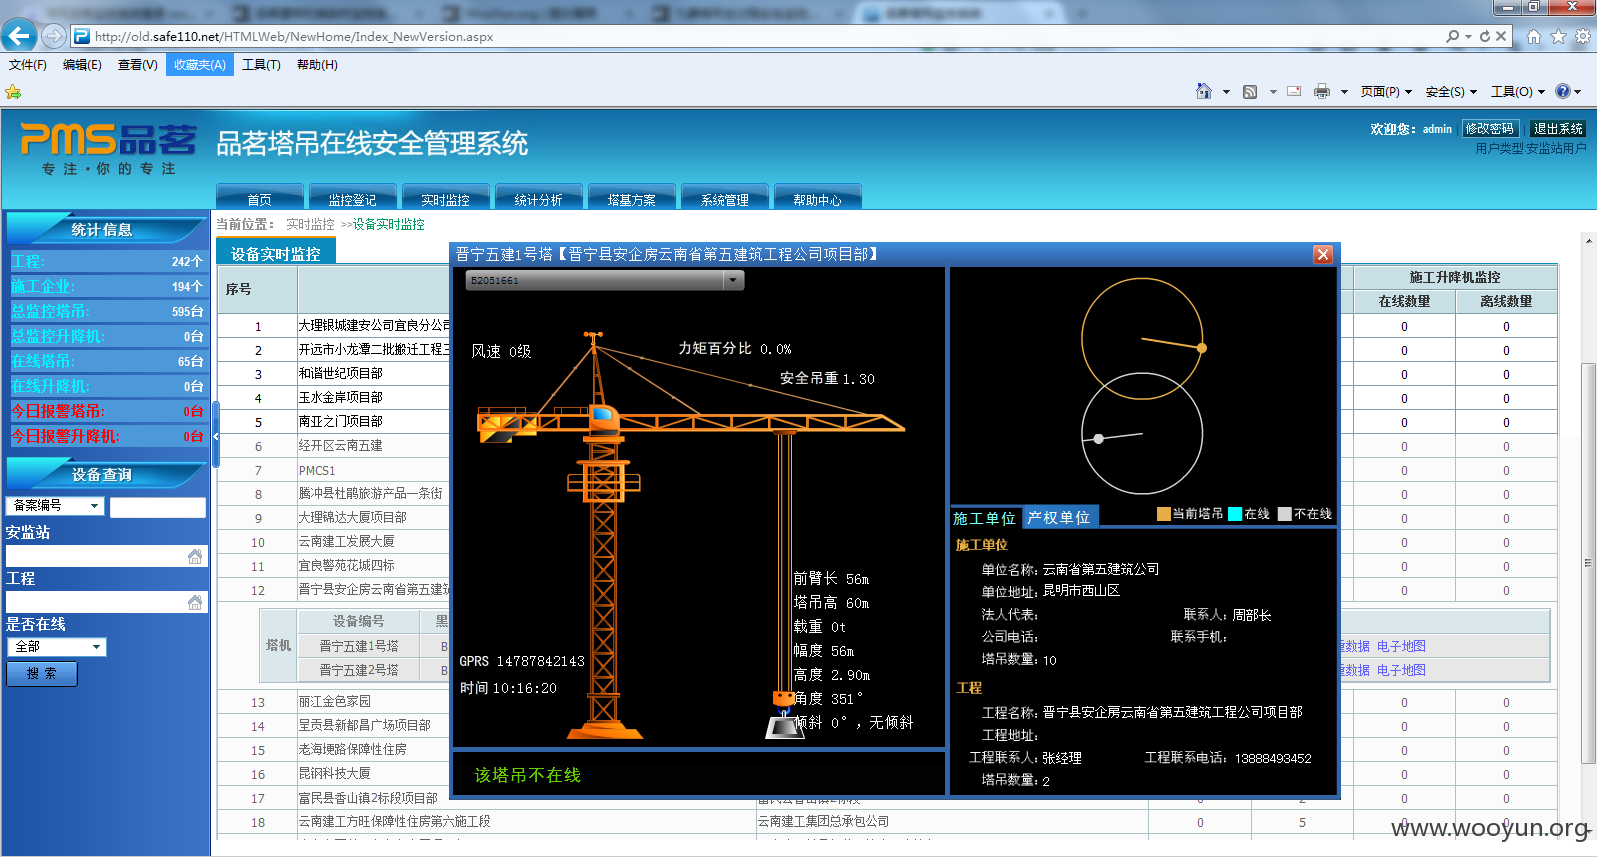 http://old.safe110.net/HTMLWeb/NewHome/Index_NewVersion.aspx
文件(F) 编辑(E) 查看(V) 收藏夹(A) 工具(T) 帮助(H)
页面(P) 安全(S) 工具(O)
PMS品茗
专注·你的专注
品茗塔吊在线安全管理系统
欢迎您：admin 修改密码 退出系统
用户类型:安监站用户
首页 监控登记 实时监控 统计分析 塔基方案 系统管理 帮助中心
统计信息
工程: 242个
施工企业: 194个
总监控塔吊: 595台
总监控升降机: 0台
在线塔吊: 65台
在线升降机: 0台
今日报警塔吊: 0台
今日报警升降机: 0台
设备查询
备案编号
安监站
工程
是否在线
全部
搜 索
当前位置： 实时监控 >>设备实时监控
设备实时监控
序号 施工升降机监控
在线数量 离线数量
1 大理银城建安公司宜良分公司 0 0
2 开远市小龙潭二批搬迁工程三 0 0
3 和谐世纪项目部 0 0
4 玉水金岸项目部 0 0
5 南亚之门项目部 0 0
6 经开区云南五建 0 0
7 PMCS1 0 0
8 腾冲县杜鹃旅游产品一条街 0 0
9 大理锦达大厦项目部 0 0
10 云南建工发展大厦 0 0
11 宜良謦苑花城四标 0 0
12 晋宁县安企房云南省第五建筑 0 0
塔机 设备编号 黑
晋宁五建1号塔 B 重数据 电子地图
晋宁五建2号塔 B 重数据 电子地图
13 丽江金色家园 0 0
14 呈贡县新都昌广场项目部 0 0
15 老海埂路保障性住房 0 0
16 昆钢科技大厦 0 0
17 富民县香山镇2标段项目部 富民县香山镇2标段 0 2 0 0
18 云南建工方旺保障性住房第六施工段 云南建工集团总承包公司 0 5 0 0
晋宁五建1号塔【晋宁县安企房云南省第五建筑工程公司项目部】
B2051661
风速 0级
力矩百分比 0.0%
安全吊重 1.30
前臂长 56m
塔吊高 60m
载重 0t
幅度 56m
高度 2.90m
角度 351°
倾斜 0°，无倾斜
GPRS 14787842143
时间 10:16:20
该塔吊不在线
当前塔吊 在线 不在线
施工单位 产权单位
施工单位
单位名称: 云南省第五建筑公司
单位地址: 昆明市西山区
法人代表: 联系人: 周部长
公司电话: 联系手机:
塔吊数量: 10
工程
工程名称: 晋宁县安企房云南省第五建筑工程公司项目部
工程地址:
工程联系人: 张经理 工程联系电话: 13888493452
塔吊数量: 2
www.wooyun.org